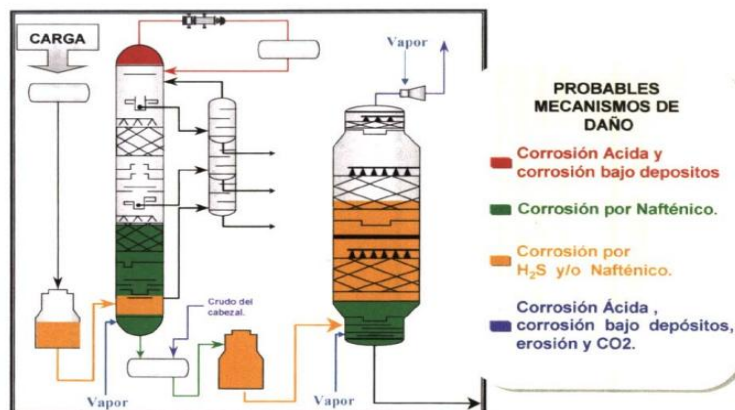 CARGA
Vapor
Crudo del
cabezal.
Vapor
Vapor
PROBABLES
MECANISMOS DE
DAÑO
Corrosión Acida y
corrosión bajo depositos
Corrosión por Nafténico.
Corrosión por
H₂S y/o Nafténico.
Corrosión Ácida ,
corrosión bajo depósitos,
erosión y CO2.